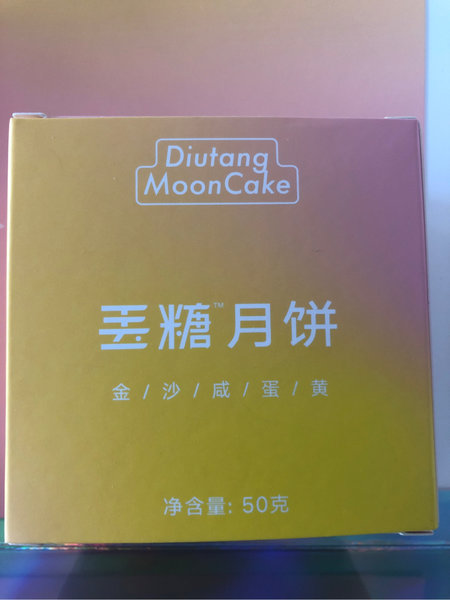 Diutang
MoonCake
丢糖™月饼
金/沙/咸/蛋/黄
净含量: 50克